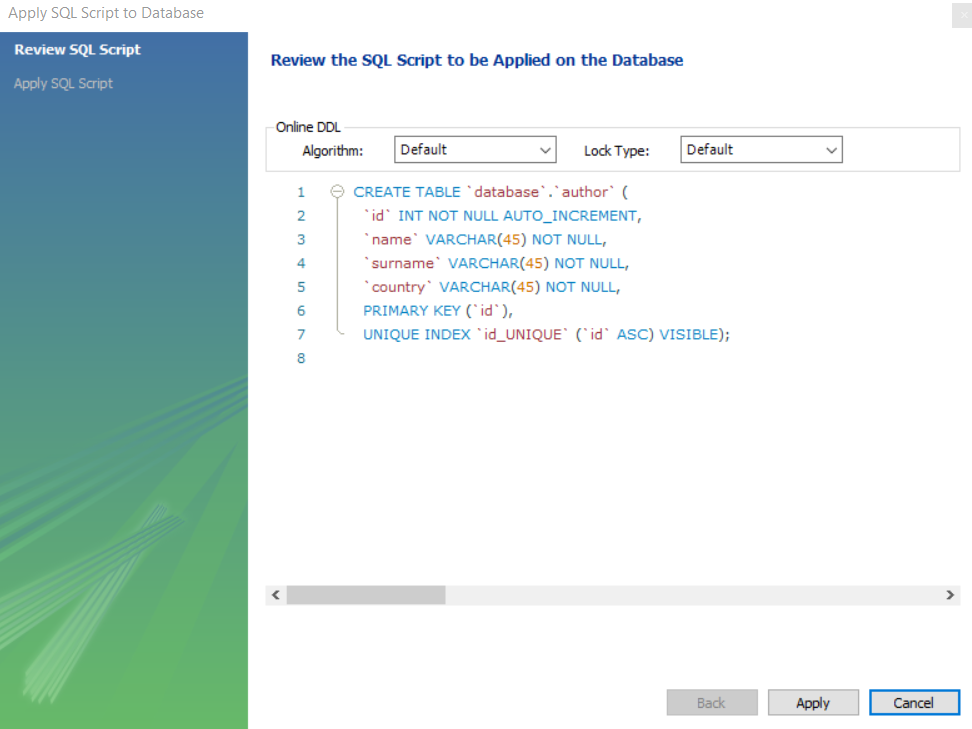 Apply SQL Script to Database
Review SQL Script
Apply SQL Script
Review the SQL Script to be Applied on the Database
Online DDL
Algorithm: Default Lock Type: Default
1 CREATE TABLE `database`.`author` (
2 `id` INT NOT NULL AUTO_INCREMENT,
3 `name` VARCHAR(45) NOT NULL,
4 `surname` VARCHAR(45) NOT NULL,
5 `country` VARCHAR(45) NOT NULL,
6 PRIMARY KEY (`id`),
7 UNIQUE INDEX `id_UNIQUE` (`id` ASC) VISIBLE);
8
Back Apply Cancel